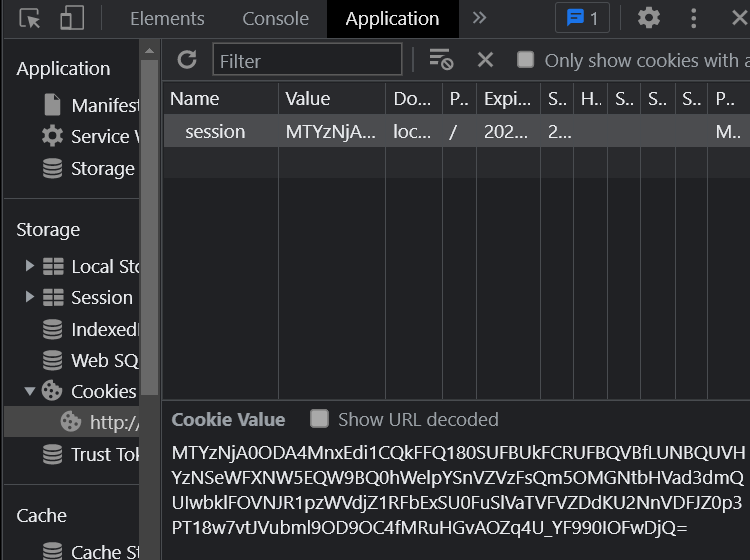 Elements Console Application 1
Application
Manifest
Service W
Storage
Storage
Local Sto
Session
IndexedI
Web SQ
Cookies
http:/
Trust Tok
Cache
Cache St
Filter
Only show cookies with a
Name Value Do... P.. Expi... S.. H.. S.. S.. S.. P..
session MTYzNjA... loc... / 202... 2... M...
Cookie Value Show URL decoded
MTYzNjA0ODA4MnxEdi1CQkFFQ180SUFBUkFCRUFBQVBfLUNBQUVH
YzNSeWFXNW5EQW9BQ0hWelpYSnVZVzFsQm5OMGNtbHVad3dmQ
UIwbklFOVNJR1pzWVdjZ1RFbExSU0FuSlVaTVFVZDdKU2NnVDFJZ0p3
PT18w7vtJVubml9OD9OC4fMRuHGvAOZq4U_YF990IOFwDjQ=